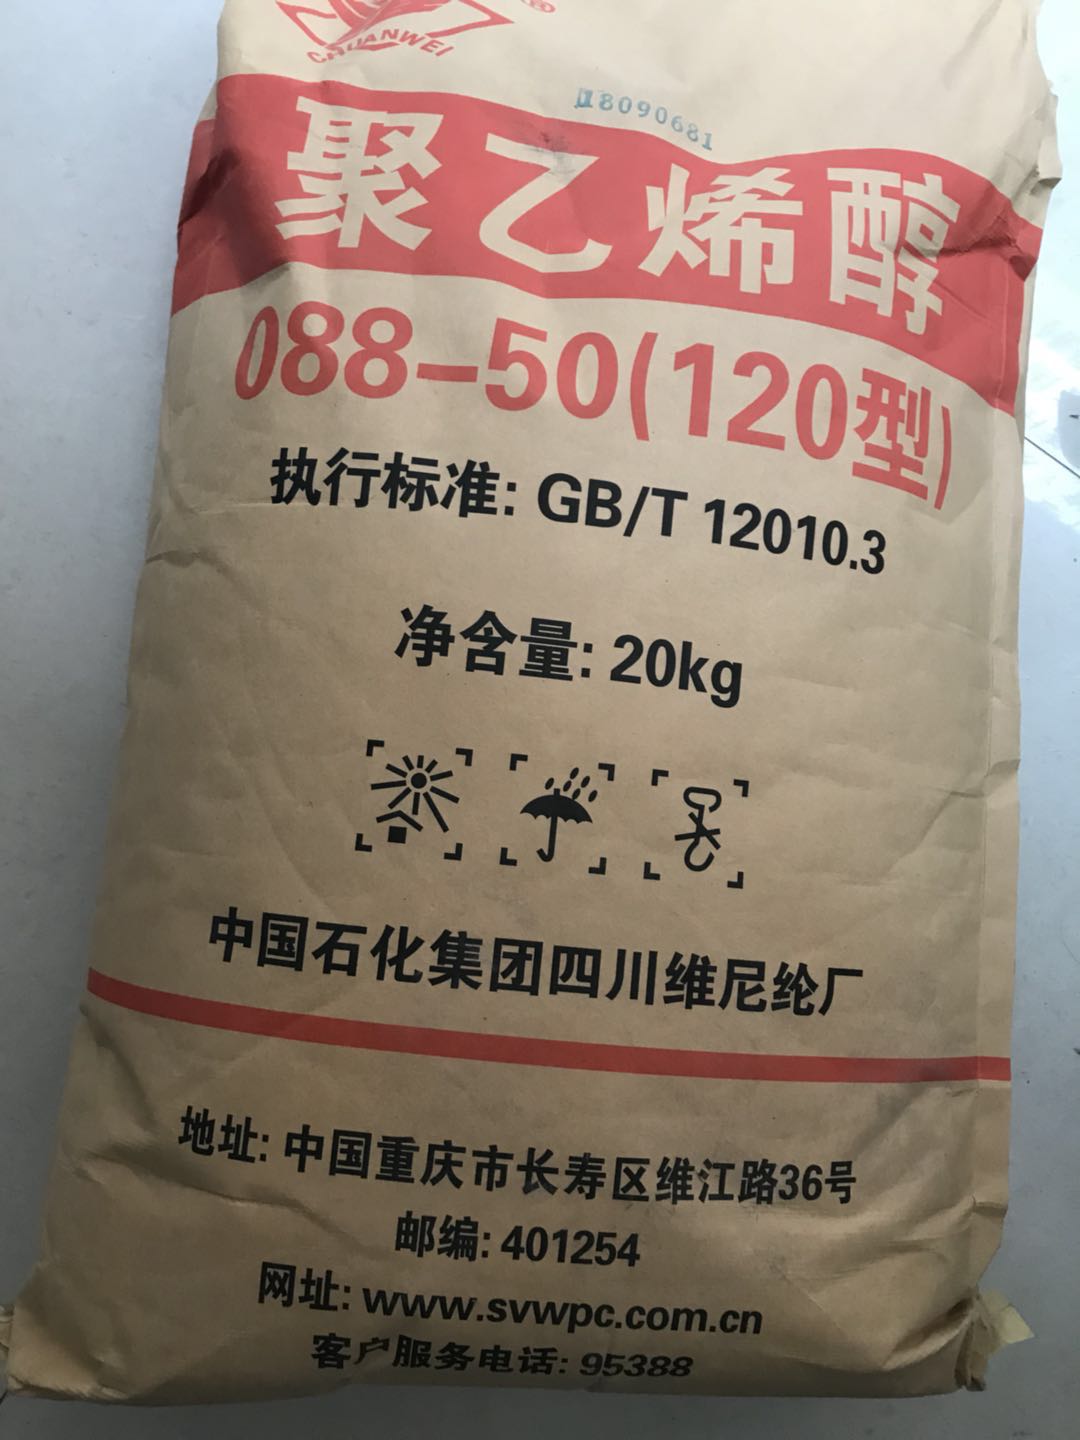 CHUANWEI
18090681
聚乙烯醇
088-50(120型)
执行标准: GB/T 12010.3
净含量: 20kg
中国石化集团四川维尼纶厂
地址: 中国重庆市长寿区维江路36号
邮编: 401254
网址: www.svwpc.com.cn
客户服务电话: 95388